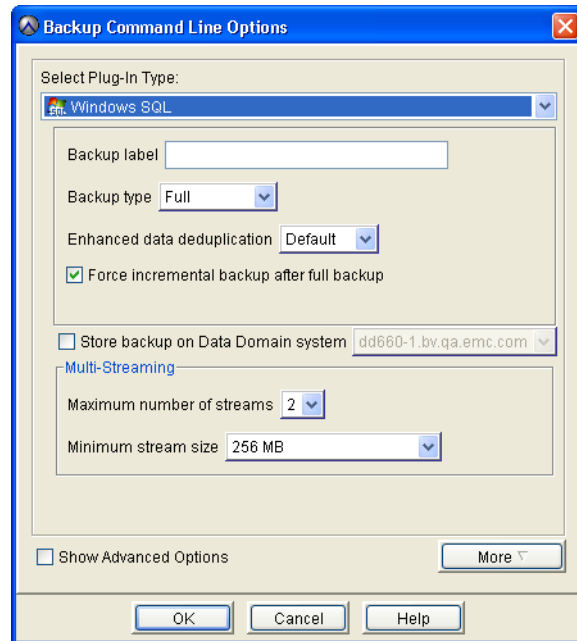 Backup Command Line Options
Select Plug-In Type:
Windows SQL
Backup label
Backup type Full
Enhanced data deduplication Default
Force incremental backup after full backup
Store backup on Data Domain system dd660-1.bv.qa.emc.com
Multi-Streaming
Maximum number of streams 2
Minimum stream size 256 MB
Show Advanced Options More
OK Cancel Help